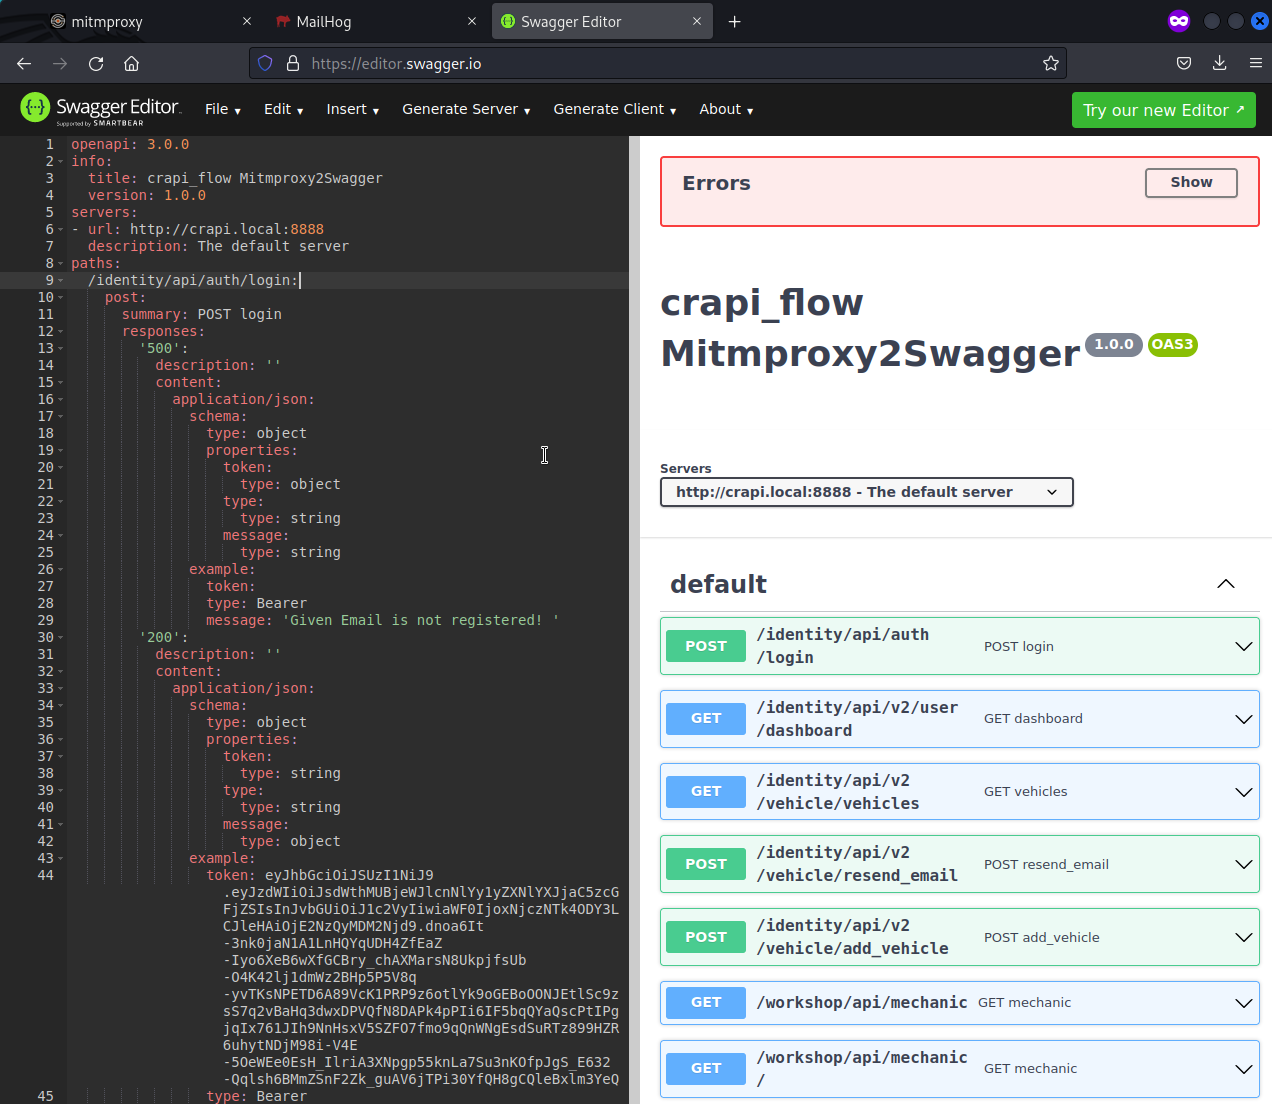 mitmproxy
MailHog
Swagger Editor
https://editor.swagger.io
Swagger Editor.
Supported by SMARTBEAR
File
Edit
Insert
Generate Server
Generate Client
About
Try our new Editor ↗
1 openapi: 3.0.0
2 info:
3 title: crapi_flow Mitmproxy2Swagger
4 version: 1.0.0
5 servers:
6 - url: http://crapi.local:8888
7 description: The default server
8 paths:
9 /identity/api/auth/login:
10 post:
11 summary: POST login
12 responses:
13 '500':
14 description: ''
15 content:
16 application/json:
17 schema:
18 type: object
19 properties:
20 token:
21 type: object
22 type:
23 type: string
24 message:
25 type: string
26 example:
27 token:
28 type: Bearer
29 message: 'Given Email is not registered! '
30 '200':
31 description: ''
32 content:
33 application/json:
34 schema:
35 type: object
36 properties:
37 token:
38 type: string
39 type:
40 type: string
41 message:
42 type: object
43 example:
44 token: eyJhbGciOiJSUzI1NiJ9
.eyJzdWIiOiJsdWthMUBjeWJlcnNlYy1yZXNlYXJjaC5zcG
FjZSIsInJvbGUiOiJ1c2VyIiwiaWF0IjoxNjczNTk4ODY3L
CJleHAiOjE2NzQyMDM2Njd9.dnoa6It
-3nk0jaN1A1LnHQYqUDH4ZfEaZ
-Iyo6XeB6wXfGCBry_chAXMarsN8UkpjfsUb
-O4K42lj1dmWz2BHp5P5V8q
-yvTKsNPETD6A89VcK1PRP9z6otlYk9oGEBoOONJEtlSc9z
sS7q2vBaHq3dwxDPVQfN8DAPk4pPIi6IF5bqQYaQscPtIPg
jqIx761JIh9NnHsxV5SZFO7fmo9qQnWNgEsdSuRTz899HZR
6uhytNDjM98i-V4E
-5OeWEe0EsH_IlriA3XNpgp55knLa7Su3nKOfpJgS_E632
-Qqlsh6BMmZSnF2Zk_guAV6jTPi30YfQH8gCQleBxlm3YeQ
45 type: Bearer
Errors
Show
crapi_flow
Mitmproxy2Swagger 1.0.0 OAS3
Servers
http://crapi.local:8888 - The default server
default
POST /identity/api/auth/login POST login
GET /identity/api/v2/user/dashboard GET dashboard
GET /identity/api/v2/vehicle/vehicles GET vehicles
POST /identity/api/v2/vehicle/resend_email POST resend_email
POST /identity/api/v2/vehicle/add_vehicle POST add_vehicle
GET /workshop/api/mechanic GET mechanic
GET /workshop/api/mechanic/ GET mechanic